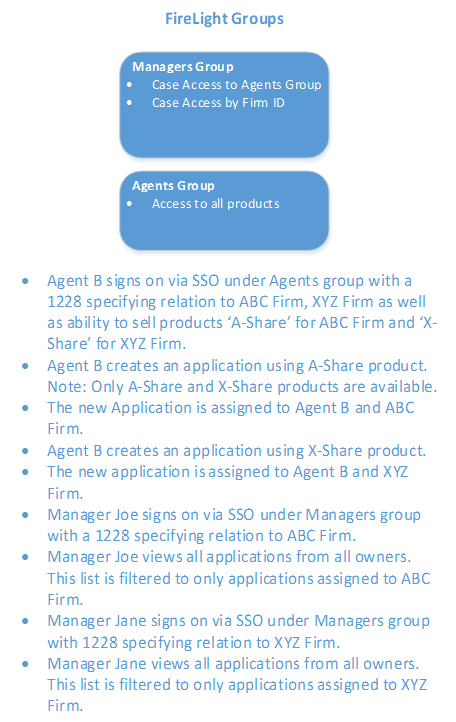 FireLight Groups
Managers Group
• Case Access to Agents Group
• Case Access by Firm ID
Agents Group
• Access to all products
• Agent B signs on via SSO under Agents group with a
1228 specifying relation to ABC Firm, XYZ Firm as well
as ability to sell products ‘A-Share’ for ABC Firm and ‘X-
Share’ for XYZ Firm.
• Agent B creates an application using A-Share product.
Note: Only A-Share and X-Share products are available.
• The new Application is assigned to Agent B and ABC
Firm.
• Agent B creates an application using X-Share product.
• The new application is assigned to Agent B and XYZ
Firm.
• Manager Joe signs on via SSO under Managers group
with a 1228 specifying relation to ABC Firm.
• Manager Joe views all applications from all owners.
This list is filtered to only applications assigned to ABC
Firm.
• Manager Jane signs on via SSO under Managers group
with 1228 specifying relation to XYZ Firm.
• Manager Jane views all applications from all owners.
This list is filtered to only applications assigned to XYZ
Firm.